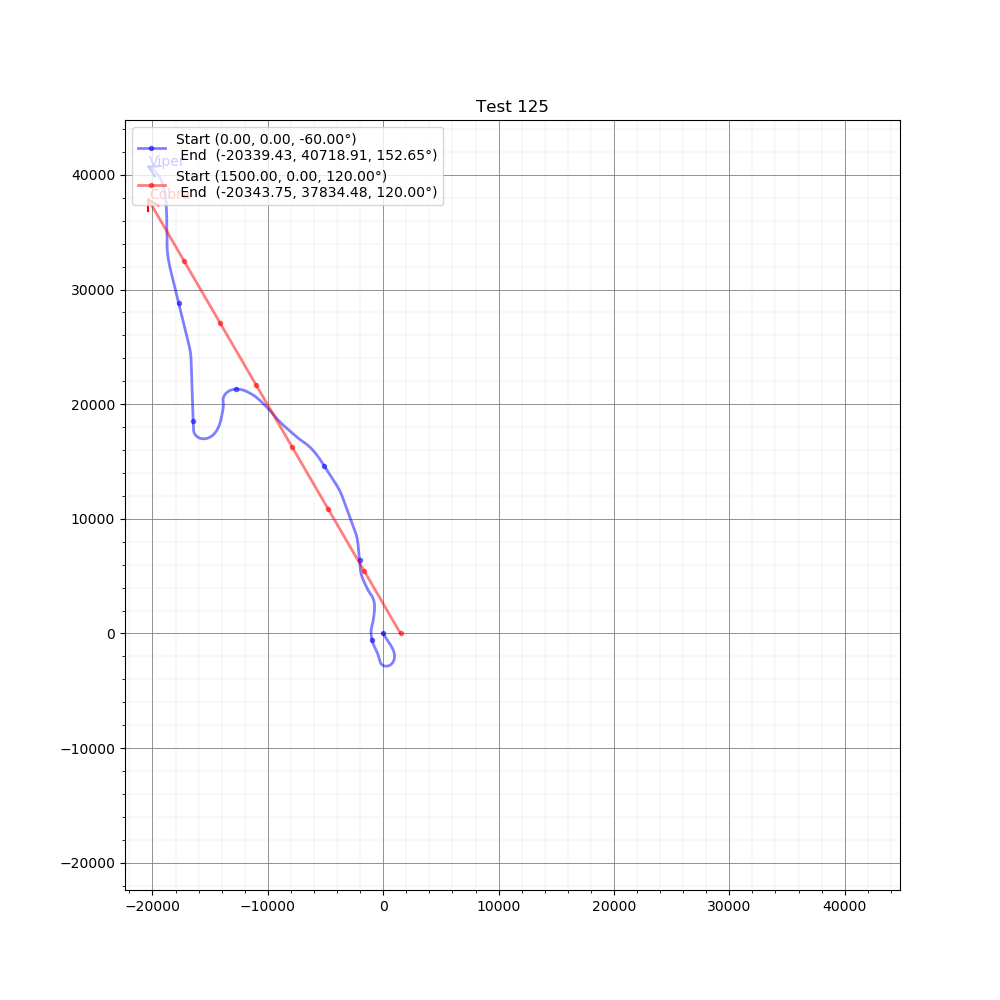 Test 125
Start (0.00, 0.00, -60.00°)
End (-20339.43, 40718.91, 152.65°)
Start (1500.00, 0.00, 120.00°)
End (-20343.75, 37834.48, 120.00°)
Viper
Cobra
40000
30000
20000
10000
0
−10000
−20000
−20000 −10000 0 10000 20000 30000 40000